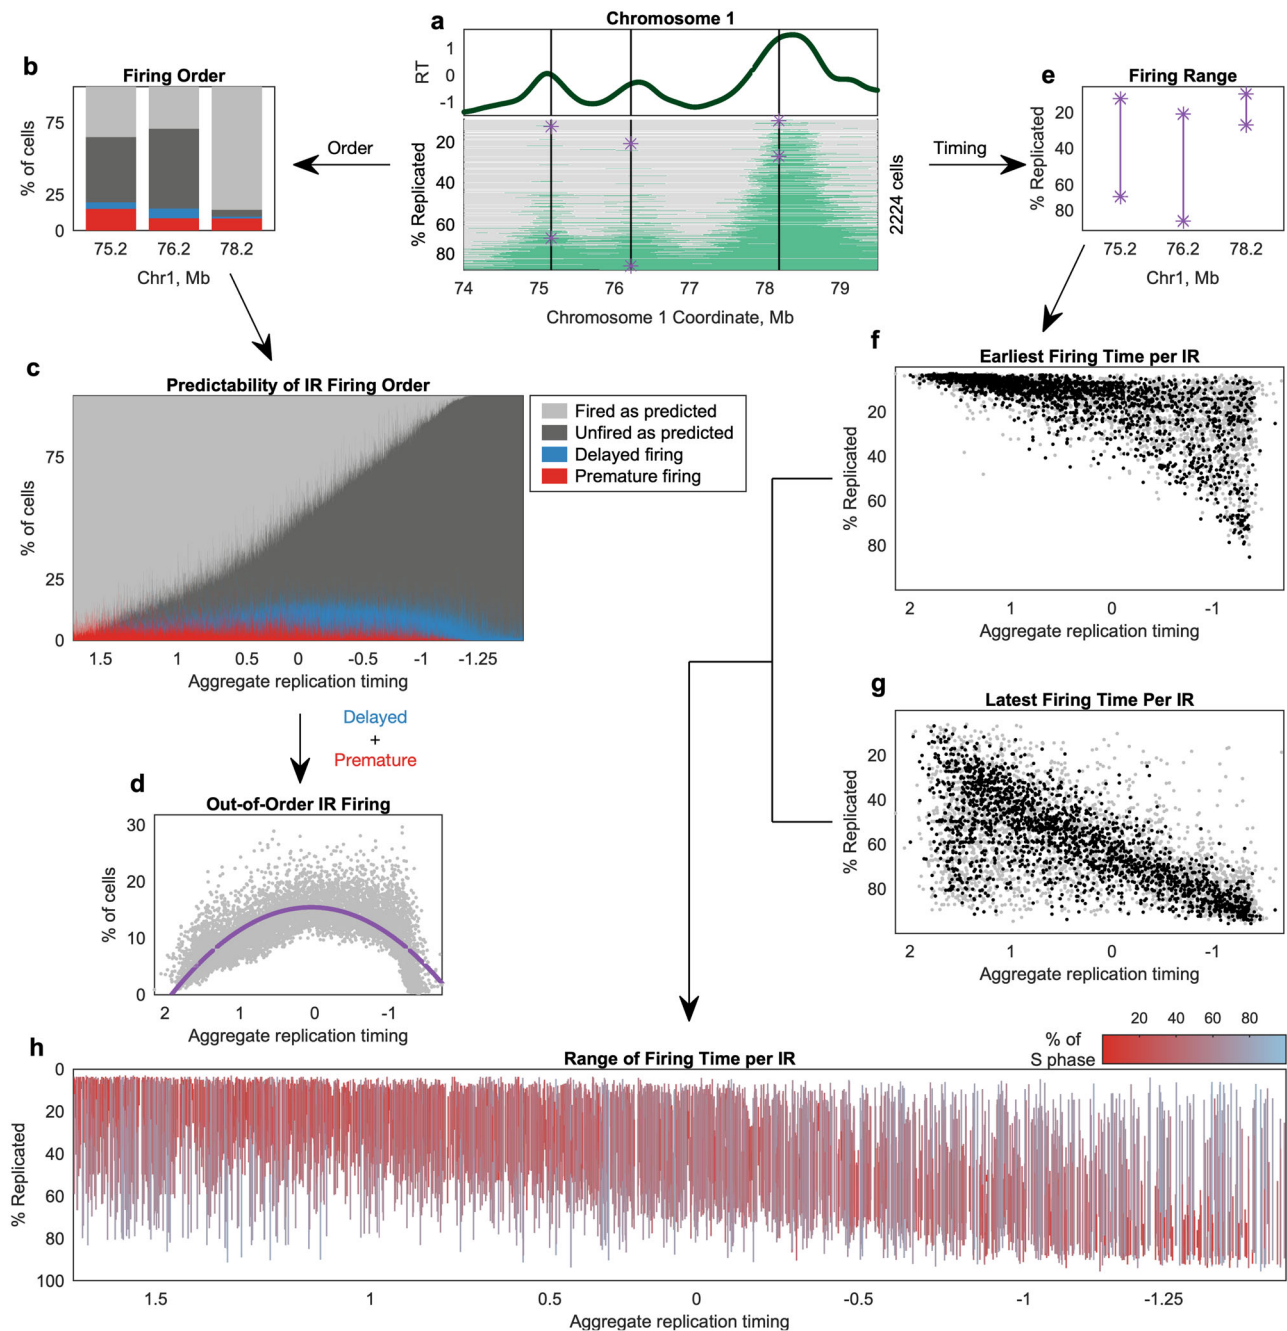 a
Chromosome 1
RT
1
0
-1
% Replicated
20
40
60
80
2224 cells
74
75
76
77
78
79
Chromosome 1 Coordinate, Mb
b
Firing Order
% of cells
75
25
0
75.2
76.2
78.2
Chr1, Mb
Order
Timing
e
Firing Range
% Replicated
20
40
60
80
75.2
76.2
78.2
Chr1, Mb
c
Predictability of IR Firing Order
% of cells
75
25
0
1.5
1
0.5
0
-0.5
-1
-1.25
Aggregate replication timing
Fired as predicted
Unfired as predicted
Delayed firing
Premature firing
Delayed
+
Premature
d
Out-of-Order IR Firing
% of cells
30
20
10
0
2
1
0
-1
Aggregate replication timing
f
Earliest Firing Time per IR
% Replicated
20
40
60
80
2
1
0
-1
Aggregate replication timing
g
Latest Firing Time Per IR
% Replicated
20
40
60
80
2
1
0
-1
Aggregate replication timing
h
Range of Firing Time per IR
% of
S phase
20
40
60
80
% Replicated
0
20
40
60
80
100
1.5
1
0.5
0
-0.5
-1
-1.25
Aggregate replication timing